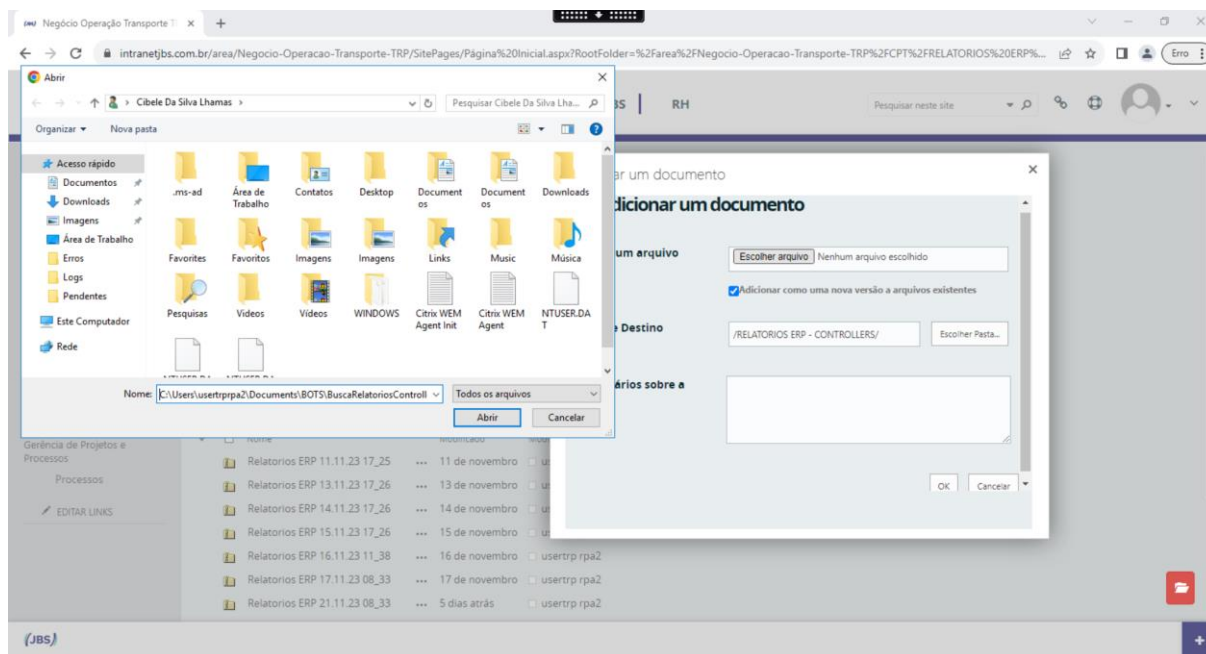 (JBS) Negócio Operação Transporte T
intranetjbs.com.br/area/Negocio-Operacao-Transporte-TRP/SitePages/Página%20Inicial.aspx?RootFolder=%2Farea%2FNegocio-Operacao-Transporte-TRP%2FCPT%2FRELATORIOS%20ERP%... Erro
Abrir
Cibele Da Silva Lhamas Pesquisar Cibele Da Silva Lha...
BS RH Pesquisar neste site
Organizar Nova pasta
Acesso rápido
Documentos
Downloads
Imagens
Área de Trabalho
Erros
Logs
Pendentes
Este Computador
Rede
.ms-ad Área de Trabalho Contatos Desktop Document os Document os Downloads
Favorites Favoritos Imagens Imagens Links Music Música
Pesquisas Videos Vídeos WINDOWS Citrix WEM Agent Init Citrix WEM Agent NTUSER.DA T
Nome: C:\Users\usertrprpa2\Documents\BOTS\BuscaRelatoriosControll Todos os arquivos
Abrir Cancelar
ar um documento
dicionar um documento
um arquivo Escolher arquivo Nenhum arquivo escolhido
Adicionar como uma nova versão a arquivos existentes
e Destino /RELATORIOS ERP - CONTROLLERS/ Escolher Pasta...
ários sobre a
OK Cancelar
Gerência de Projetos e
Processos
Processos
EDITAR LINKS
Nome Modificado
Relatorios ERP 11.11.23 17_25 ... 11 de novembro
Relatorios ERP 13.11.23 17_26 ... 13 de novembro
Relatorios ERP 14.11.23 17_26 ... 14 de novembro
Relatorios ERP 15.11.23 17_26 ... 15 de novembro
Relatorios ERP 16.11.23 11_38 ... 16 de novembro usertrp rpa2
Relatorios ERP 17.11.23 08_33 ... 17 de novembro usertrp rpa2
Relatorios ERP 21.11.23 08_33 ... 5 dias atrás usertrp rpa2
(JBS)